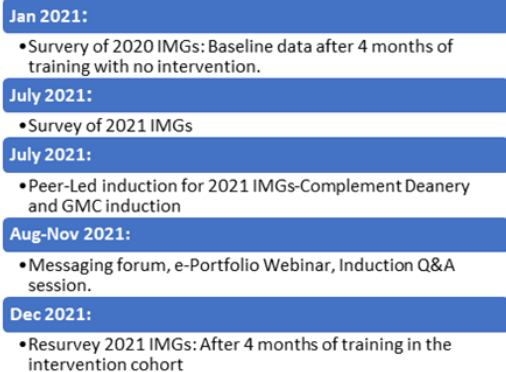 Jan 2021:
•Survery of 2020 IMGs: Baseline data after 4 months of
training with no intervention.
July 2021:
•Survey of 2021 IMGs
July 2021:
•Peer-Led induction for 2021 IMGs-Complement Deanery
and GMC induction
Aug-Nov 2021:
•Messaging forum, e-Portfolio Webinar, Induction Q&A
session.
Dec 2021:
•Resurvey 2021 IMGs: After 4 months of training in the
intervention cohort